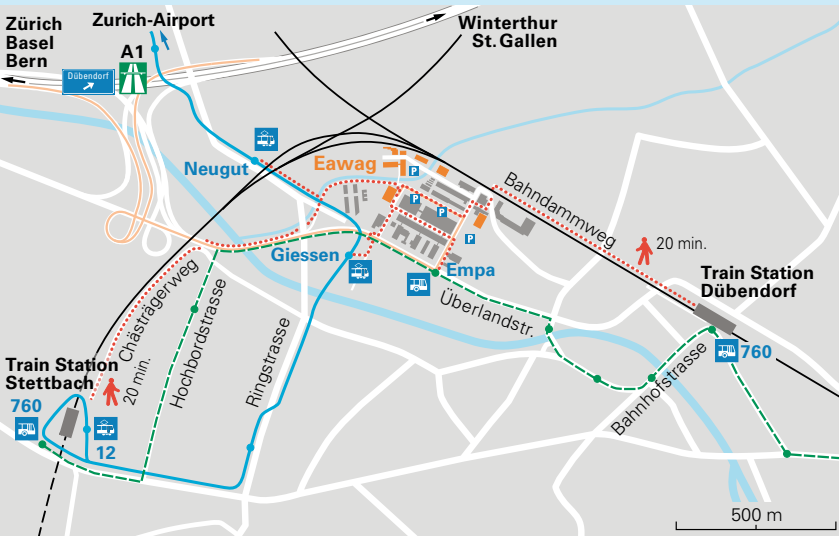 Zürich
Basel
Bern
Zurich-Airport
A1
Dübendorf
Winterthur
St. Gallen
Neugut
Eawag
P
P
P
P
Bahndammweg
20 min.
Giessen
Empa
Train Station
Dübendorf
Überlandstr.
760
Bahnhofstrasse
Chästrägerweg
20 min.
Hochbordstrasse
Ringstrasse
Train Station
Stettbach
760
12
500 m